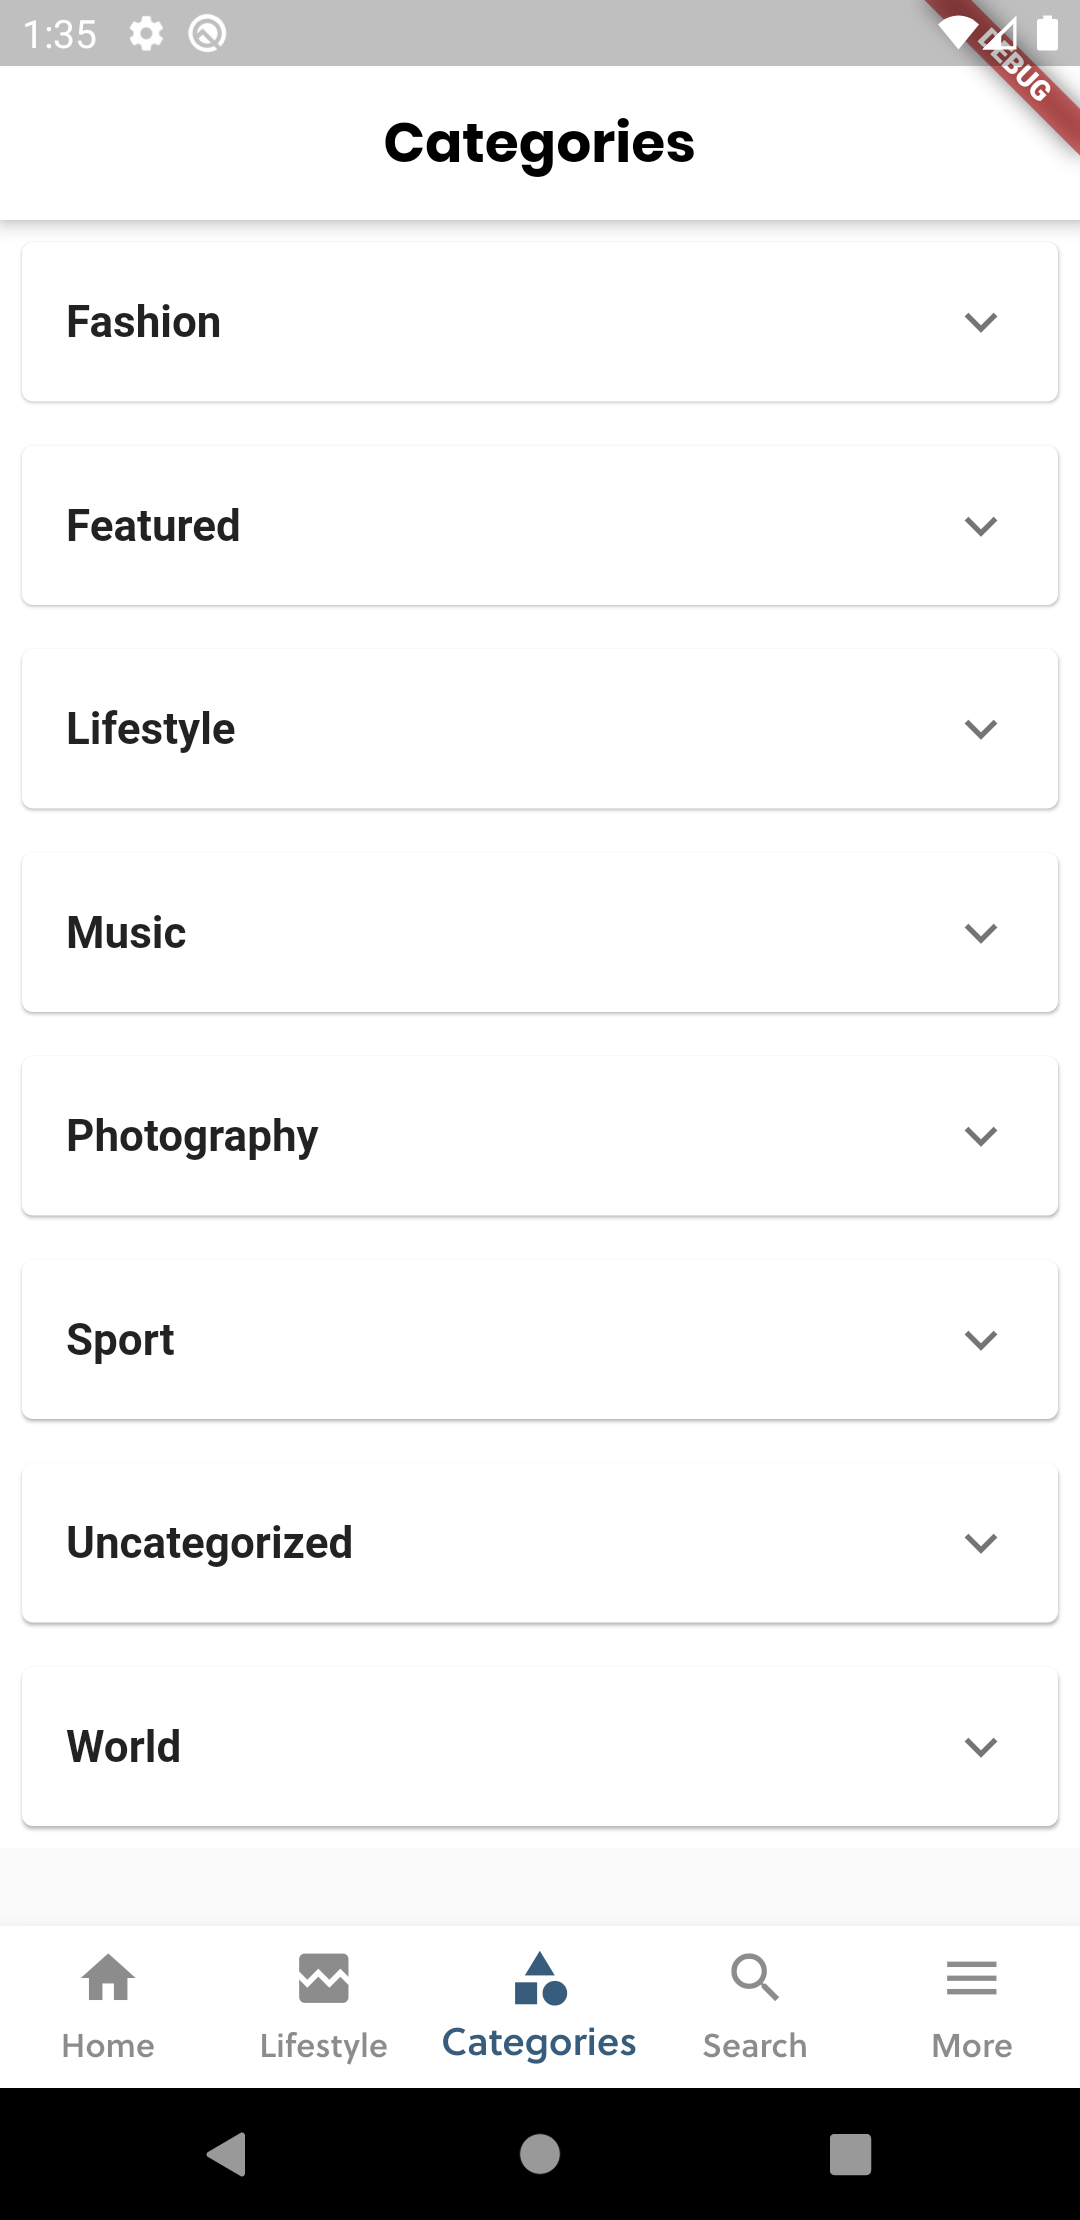 1:35
DEBUG
Categories
Fashion
Featured
Lifestyle
Music
Photography
Sport
Uncategorized
World
Home
Lifestyle
Categories
Search
More